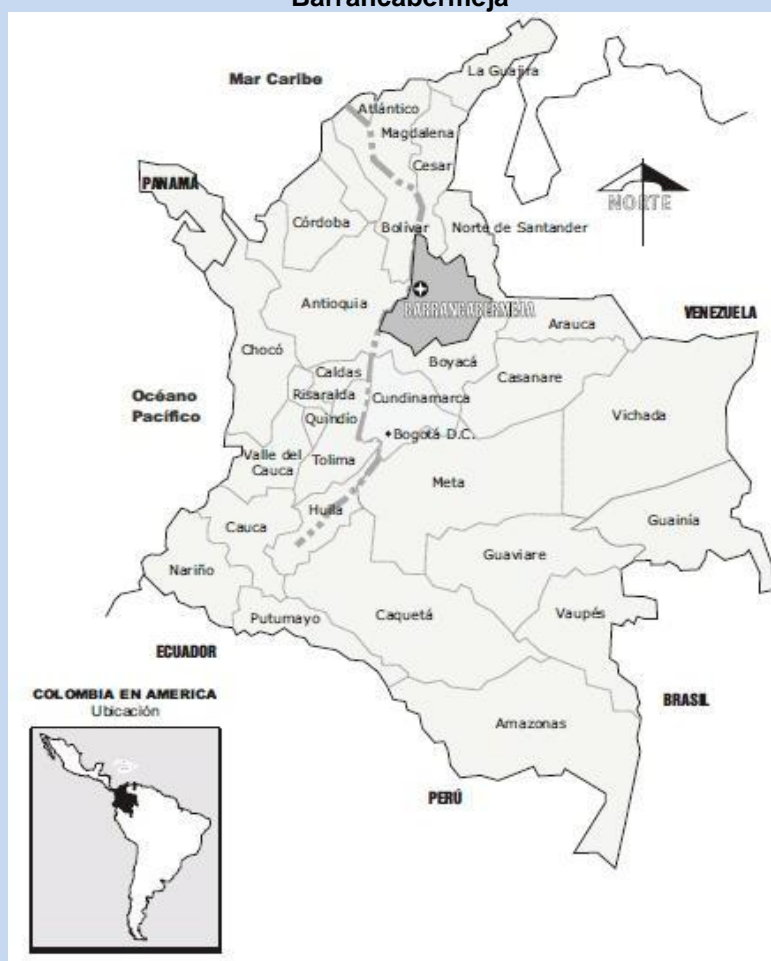 Barrancabermeja
La Guajira
Mar Caribe
Atlántico
Magdalena
PANAMÁ
Cesar
NORTE
Córdoba
Bolívar
Norte de Santander
Antioquia
BARRANCABERMEJA
VENEZUELA
Arauca
Chocó
Boyacá
Caldas
Casanare
Océano
Pacífico
Risaralda
Cundinamarca
Vichada
Quindio
Bogotá D.C.
Valle del
Cauca
Tolima
Meta
Huila
Cauca
Guainía
Guaviare
Nariño
Putumayo
Caquetá
Vaupés
ECUADOR
COLOMBIA EN AMERICA
Ubicación
BRASIL
Amazonas
PERÚ